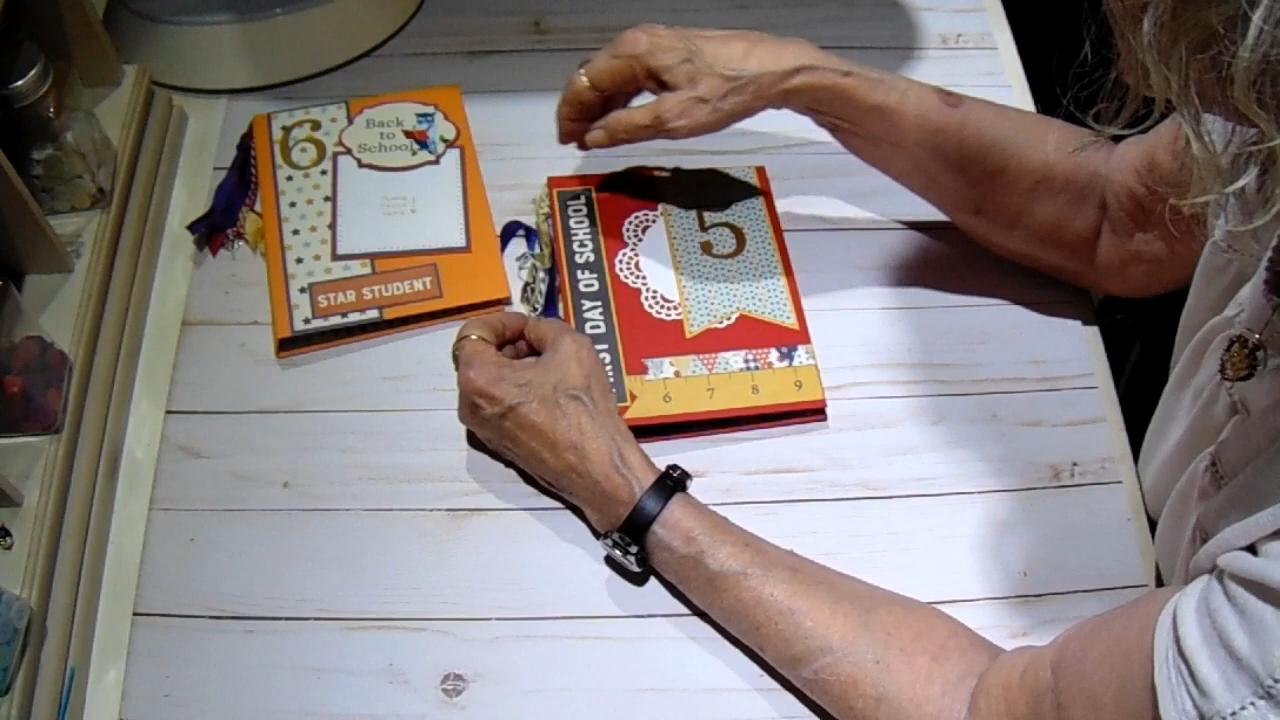 6
Back
to
School
STAR STUDENT
DAY OF SCHOOL
5
6 7 8 9